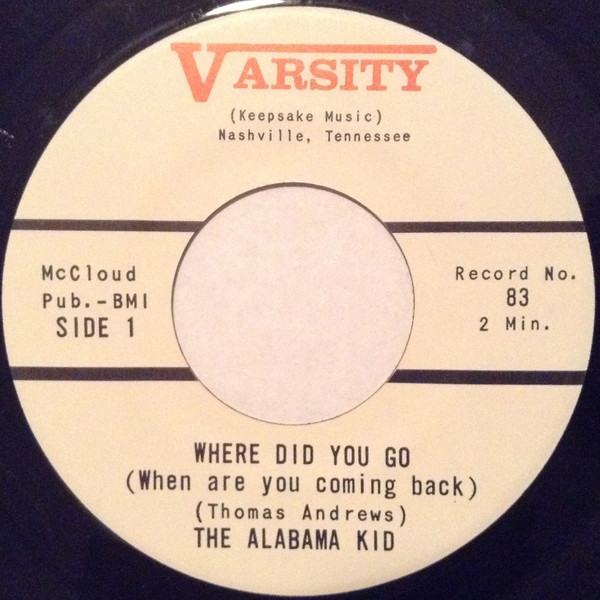 VARSITY
(Keepsake Music)
Nashville, Tennessee
McCloud
Pub.-BMI
SIDE 1
Record No.
83
2 Min.
WHERE DID YOU GO
(When are you coming back)
(Thomas Andrews)
THE ALABAMA KID